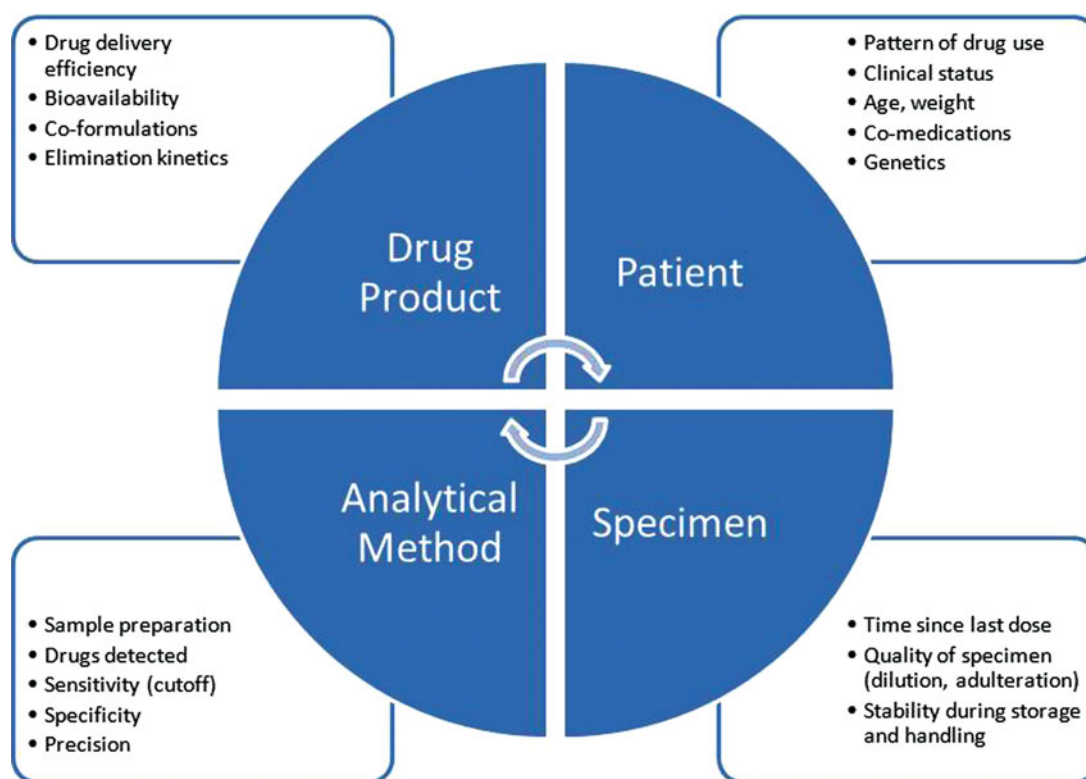 • Drug delivery
efficiency
• Bioavailability
• Co-formulations
• Elimination kinetics
• Pattern of drug use
• Clinical status
• Age, weight
• Co-medications
• Genetics
Drug
Product
Patient
Analytical
Method
Specimen
• Sample preparation
• Drugs detected
• Sensitivity (cutoff)
• Specificity
• Precision
• Time since last dose
• Quality of specimen
(dilution, adulteration)
• Stability during storage
and handling